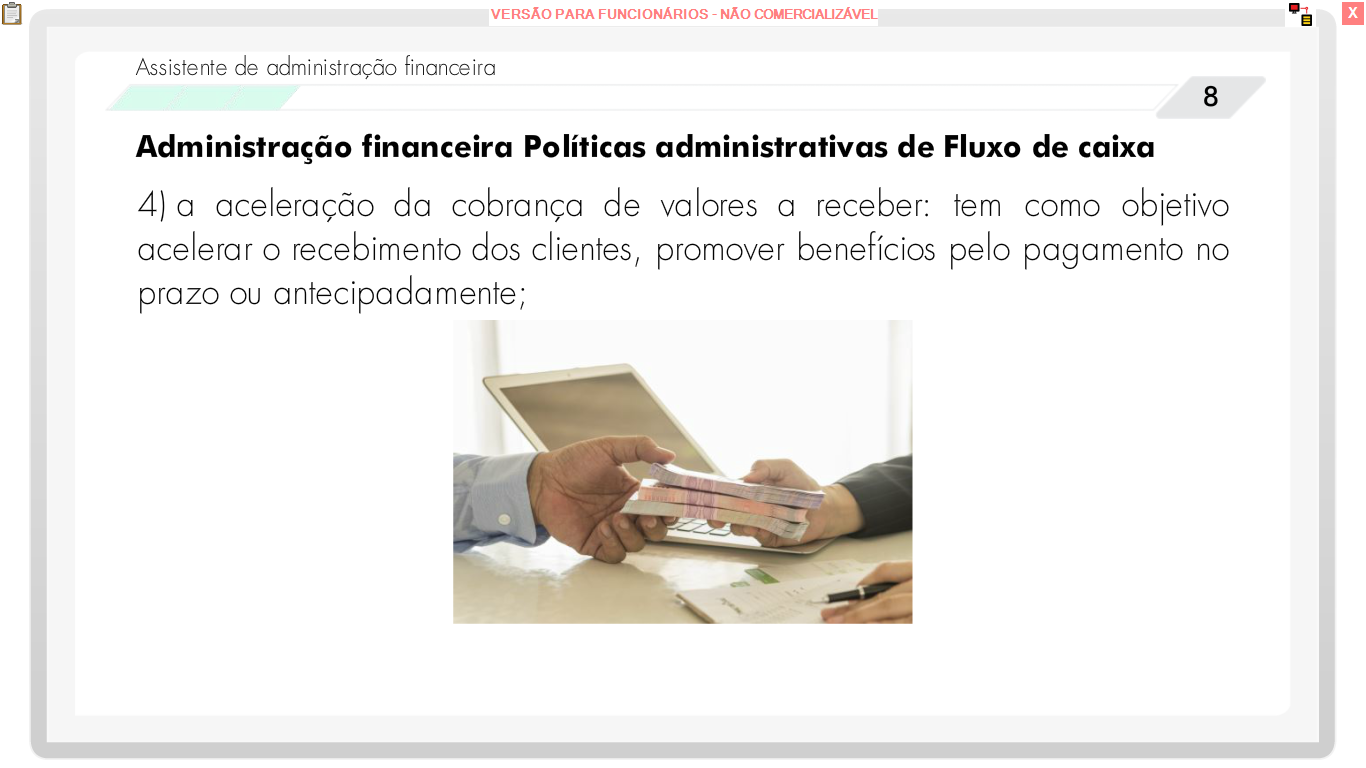 VERSÃO PARA FUNCIONÁRIOS - NÃO COMERCIALIZÁVEL
X
Assistente de administração financeira
8
Administração financeira Políticas administrativas de Fluxo de caixa
4) a aceleração da cobrança de valores a receber: tem como objetivo
acelerar o recebimento dos clientes, promover benefícios pelo pagamento no
prazo ou antecipadamente;